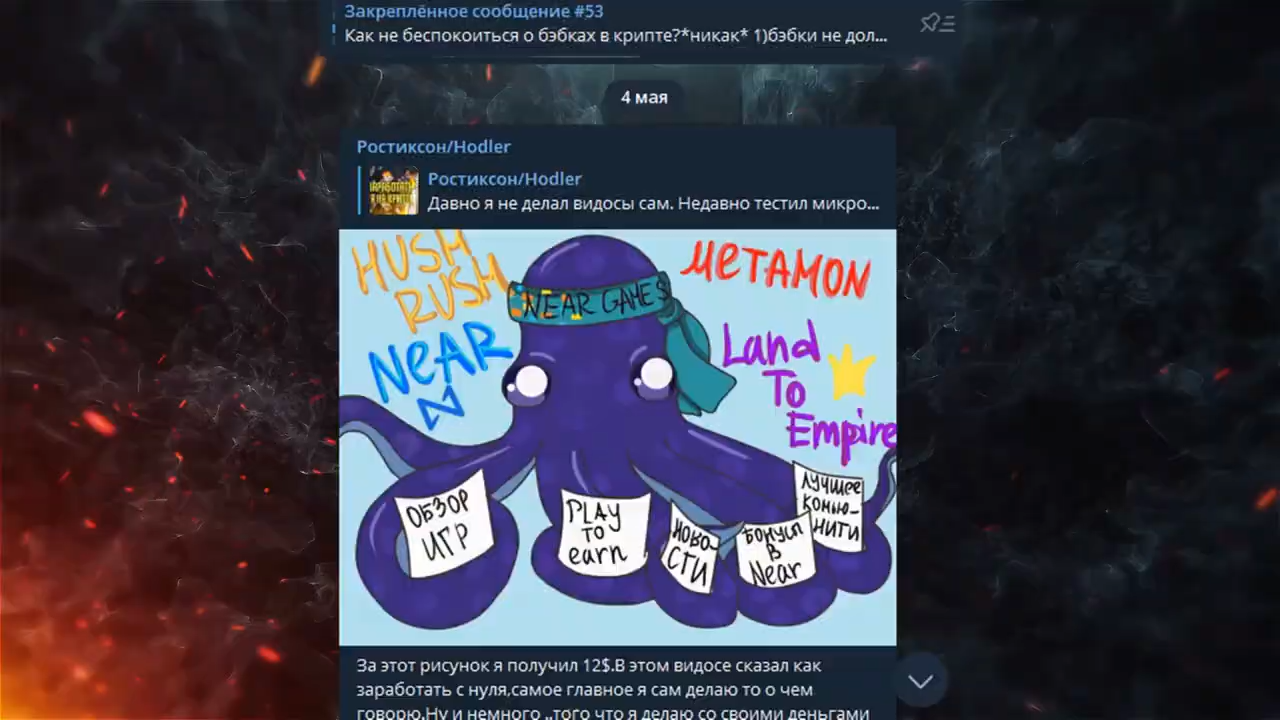 Закреплённое сообщение #53
Как не беспокоиться о бэбках в крипте?*никак* 1)бэбки не дол...
4 мая
Ростиксон/Hodler
Ростиксон/Hodler
Давно я не делал видосы сам. Недавно тестил микро...
HUSH
RUSH
NEAR
N
NEAR GAMES
METAMON
Land
To
Empire
ОБЗОР
ИГР
PLAY
TO
earn
НОВО-
СТИ
БОНУСЫ
В
Near
ЛУЧШЕЕ
КОМЬЮ-
НИТИ
За этот рисунок я получил 12$.В этом видосе сказал как
заработать с нуля,самое главное я сам делаю то о чем
говорю.Ну и немного ..того что я делаю со своими деньгами